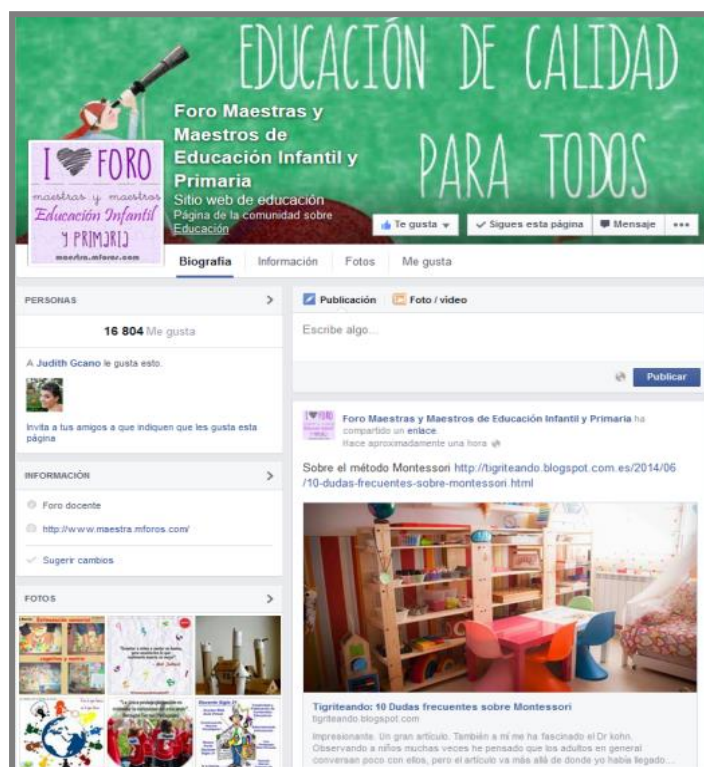 EDUCACIÓN DE CALIDAD
PARA TODOS
Foro Maestras y
Maestros de
Educación Infantil y
Primaria
Sitio web de educación
Página de la comunidad sobre
Educación
I FORO
maestras y maestros
Educación Infantil
y PRIMARIA
maestra.mforos.com
Te gusta
Sigues esta página
Mensaje
Biografía
Información
Fotos
Me gusta
PERSONAS
16 804 Me gusta
A Judith Gcano le gusta esto.
Invita a tus amigos a que indiquen que les gusta esta
página
INFORMACIÓN
Foro docente
http://www.maestra.mforos.com/
Sugerir cambios
FOTOS
Publicación
Foto / vídeo
Escribe algo...
Publicar
Foro Maestras y Maestros de Educación Infantil y Primaria ha
compartido un enlace.
Hace aproximadamente una hora
Sobre el método Montessori http://tigriteando.blogspot.com.es/2014/06
/10-dudas-frecuentes-sobre-montessori.html
Tigriteando: 10 Dudas frecuentes sobre Montessori
tigriteando.blogspot.com
Impresionante. Un gran artículo. También a mí me ha fascinado el Dr kohn.
Observando a niños muchas veces he pensado que los adultos en general
conversan poco con ellos, pero el artículo va más allá de donde yo había llegado...